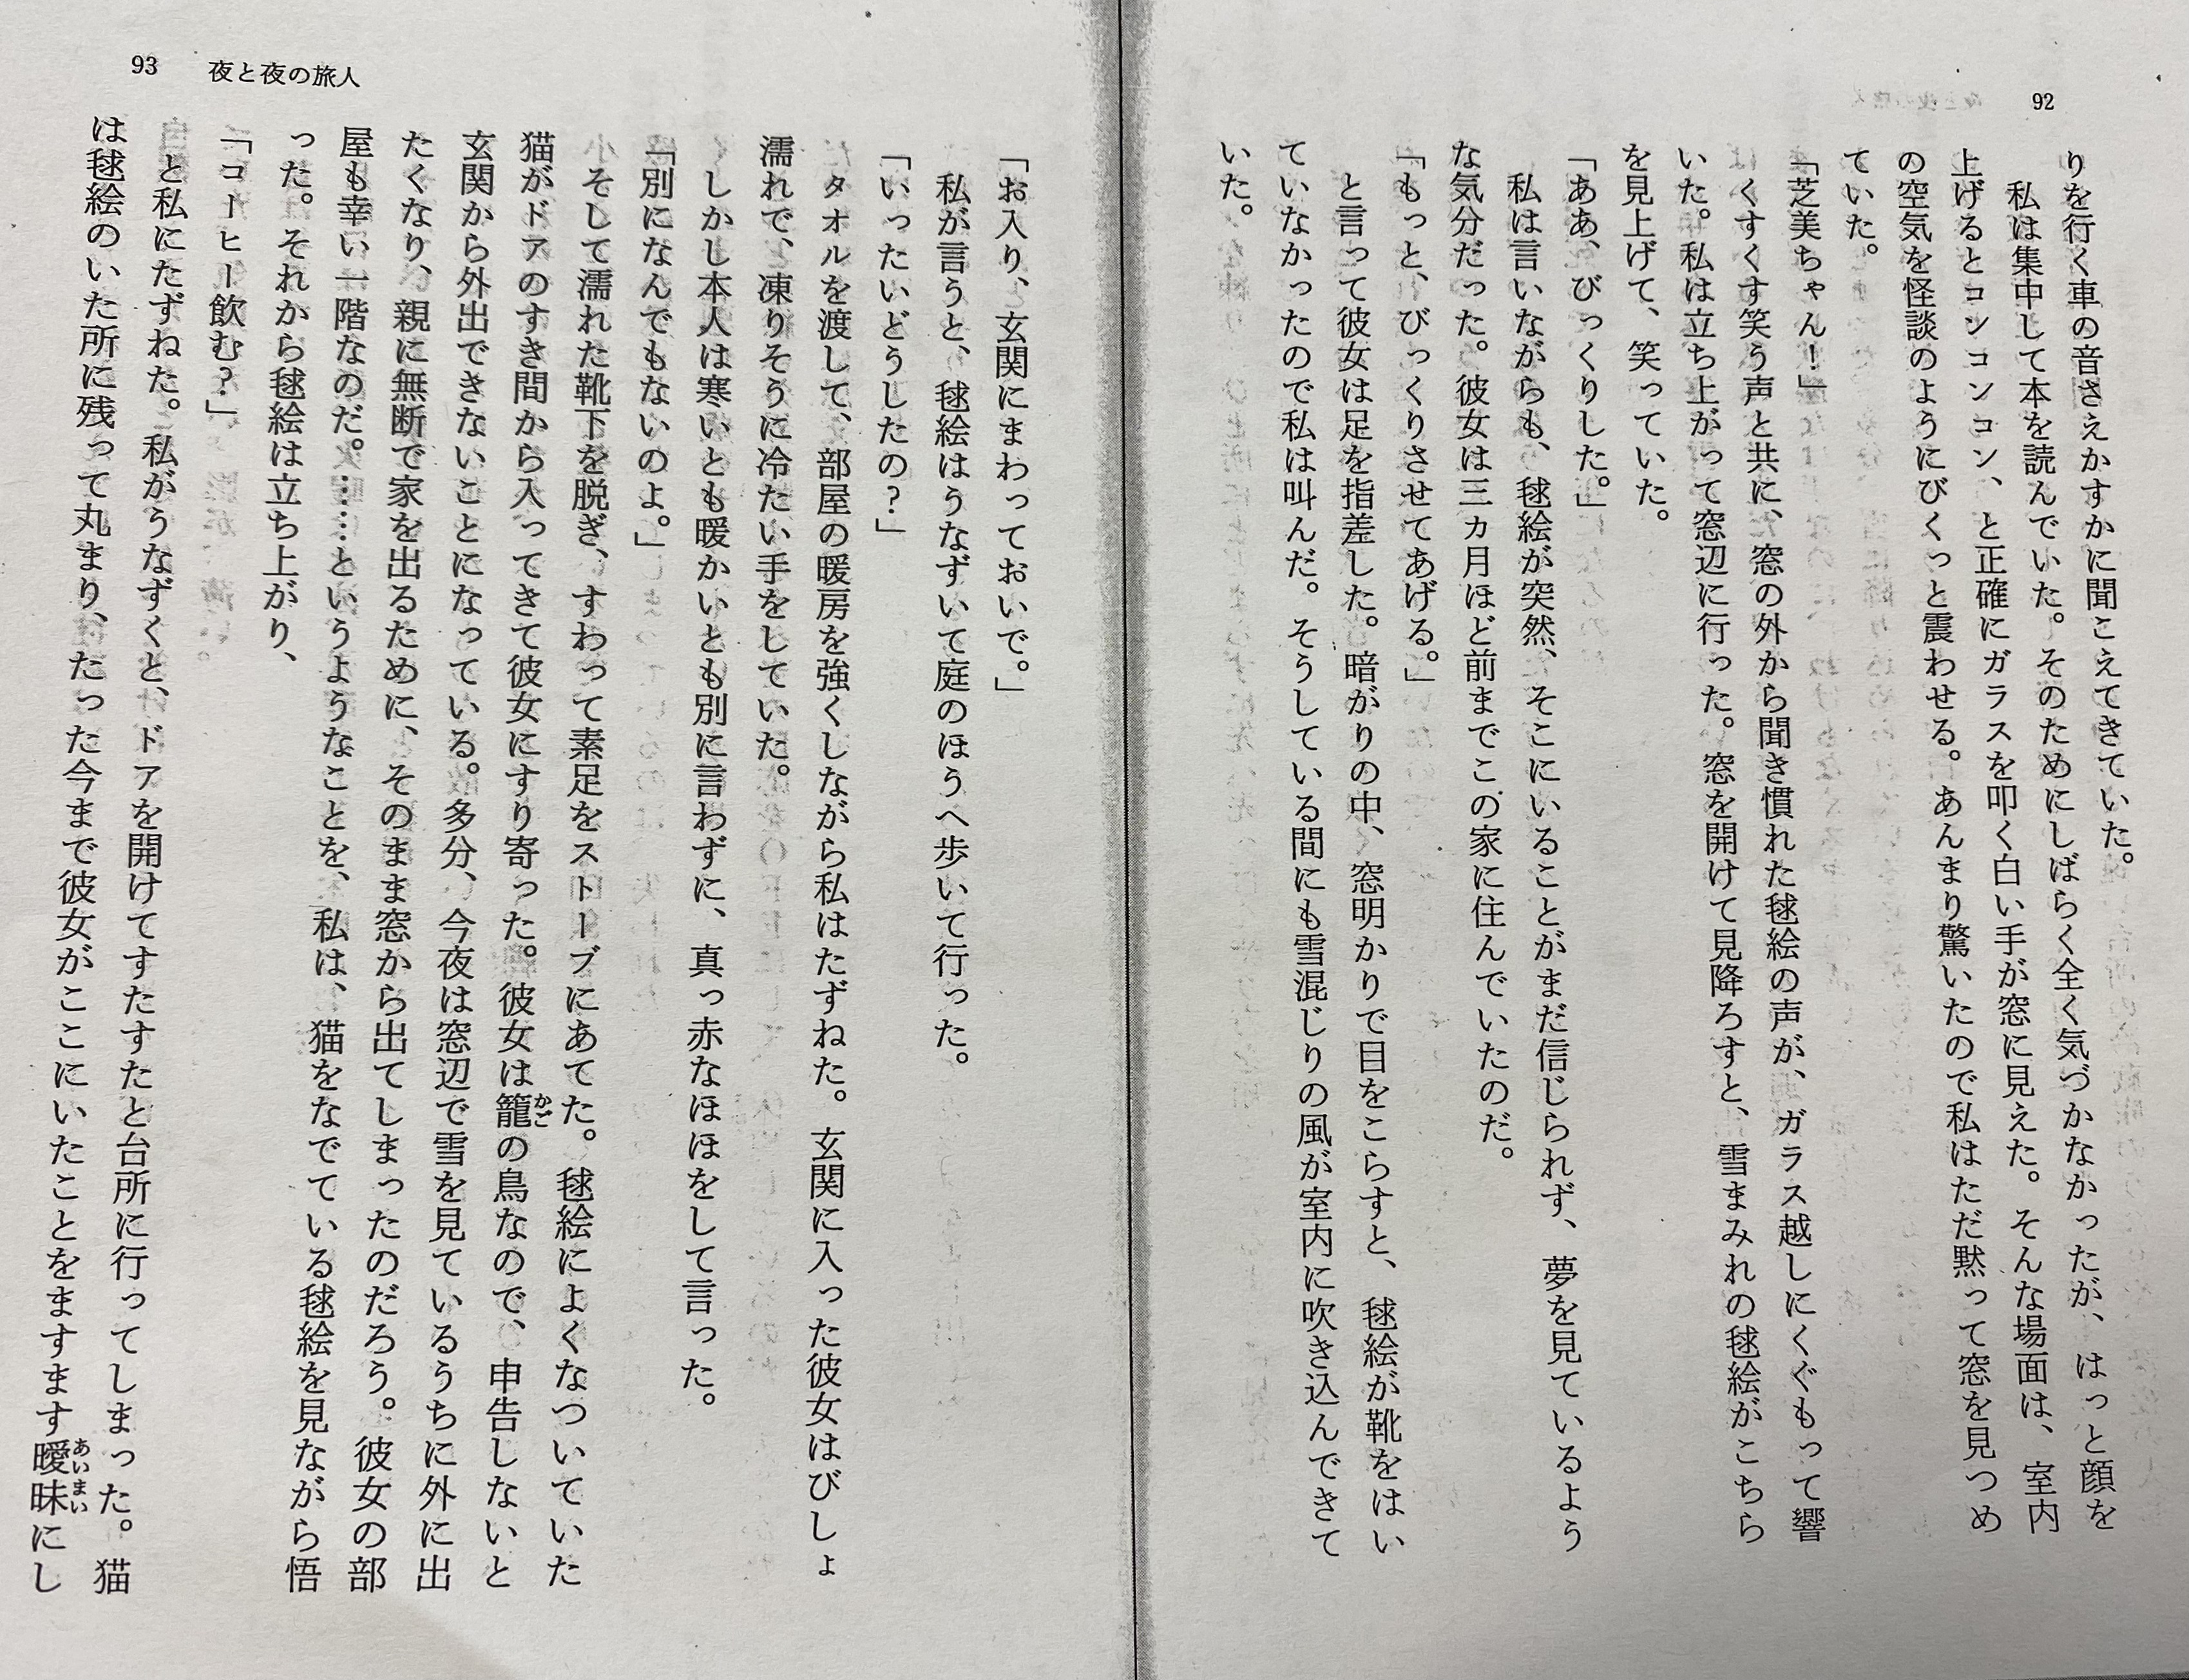 92
りを行く車の音さえかすかに聞こえてきていた。
私は集中して本を読んでいた。そのためにしばらく全く気づかなかったが、はっと顔を
上げるとコンコンコン、と正確にガラスを叩く白い手が窓に見えた。そんな場面は、室内
の空気を怪談のようにびくっと震わせる。あんまり驚いたので私はただ黙って窓を見つめ
ていた。
「芝美ちゃん！」
くすくす笑う声と共に、窓の外から聞き慣れた毬絵の声が、ガラス越しにくぐもって響
いた。私は立ち上がって窓辺に行った。窓を開けて見降ろすと、雪まみれの毬絵がこちら
を見上げて、笑っていた。
「ああ、びっくりした。」
私は言いながらも、毬絵が突然、そこにいることがまだ信じられず、夢を見ているよう
な気分だった。彼女は三カ月ほど前までこの家に住んでいたのだ。
「もっと、びっくりさせてあげる。」
と言って彼女は足を指差した。暗がりの中、窓明かりで目をこらすと、毬絵が靴をはい
ていなかったので私は叫んだ。そうしている間にも雪混じりの風が室内に吹き込んできて
いた。
93 夜と夜の旅人
「お入り、玄関にまわっておいで。」
私が言うと、毬絵はうなずいて庭のほうへ歩いて行った。
「いったいどうしたの？」
タオルを渡して、部屋の暖房を強くしながら私はたずねた。玄関に入った彼女はびしょ
濡れで、凍りそうに冷たい手をしていた。
しかし本人は寒いとも暖かいとも別に言わずに、真っ赤なほほをして言った。
「別になんでもないのよ。」
そして濡れた靴下を脱ぎ、すわって素足をストーブにあてた。毬絵によくなついていた
猫がドアのすき間から入ってきて彼女にすり寄った。彼女は籠の鳥なので、申告しないと
玄関から外出できないことになっている。多分、今夜は窓辺で雪を見ているうちに外に出
たくなり、親に無断で家を出るために、そのまま窓から出てしまったのだろう。彼女の部
屋も幸い一階なのだ。……というようなことを、私は、猫をなでている毬絵を見ながら悟
った。それから毬絵は立ち上がり、
「コーヒー飲む？」
と私にたずねた。私がうなずくと、ドアを開けてすたすたと台所に行ってしまった。猫
は毬絵のいた所に残って丸まり、たった今まで彼女がここにいたことをますます曖昧にし